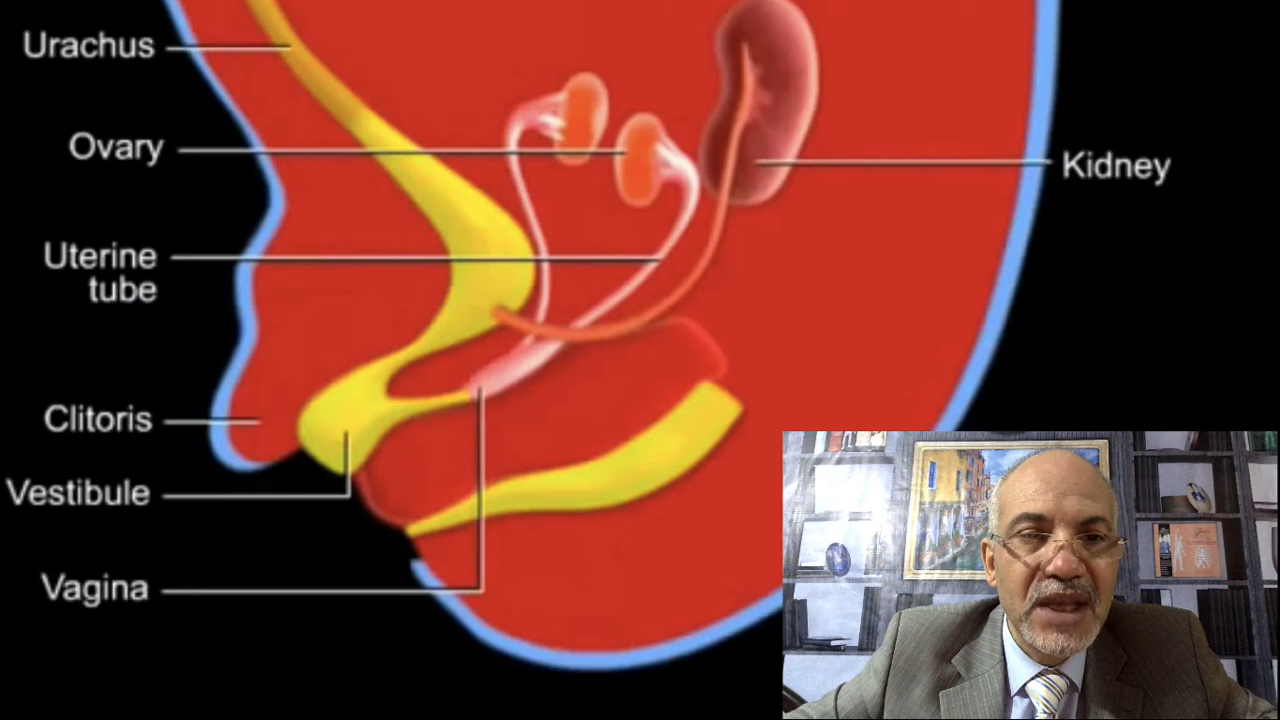 Urachus
Ovary
Kidney
Uterine
tube
Clitoris
Vestibule
Vagina